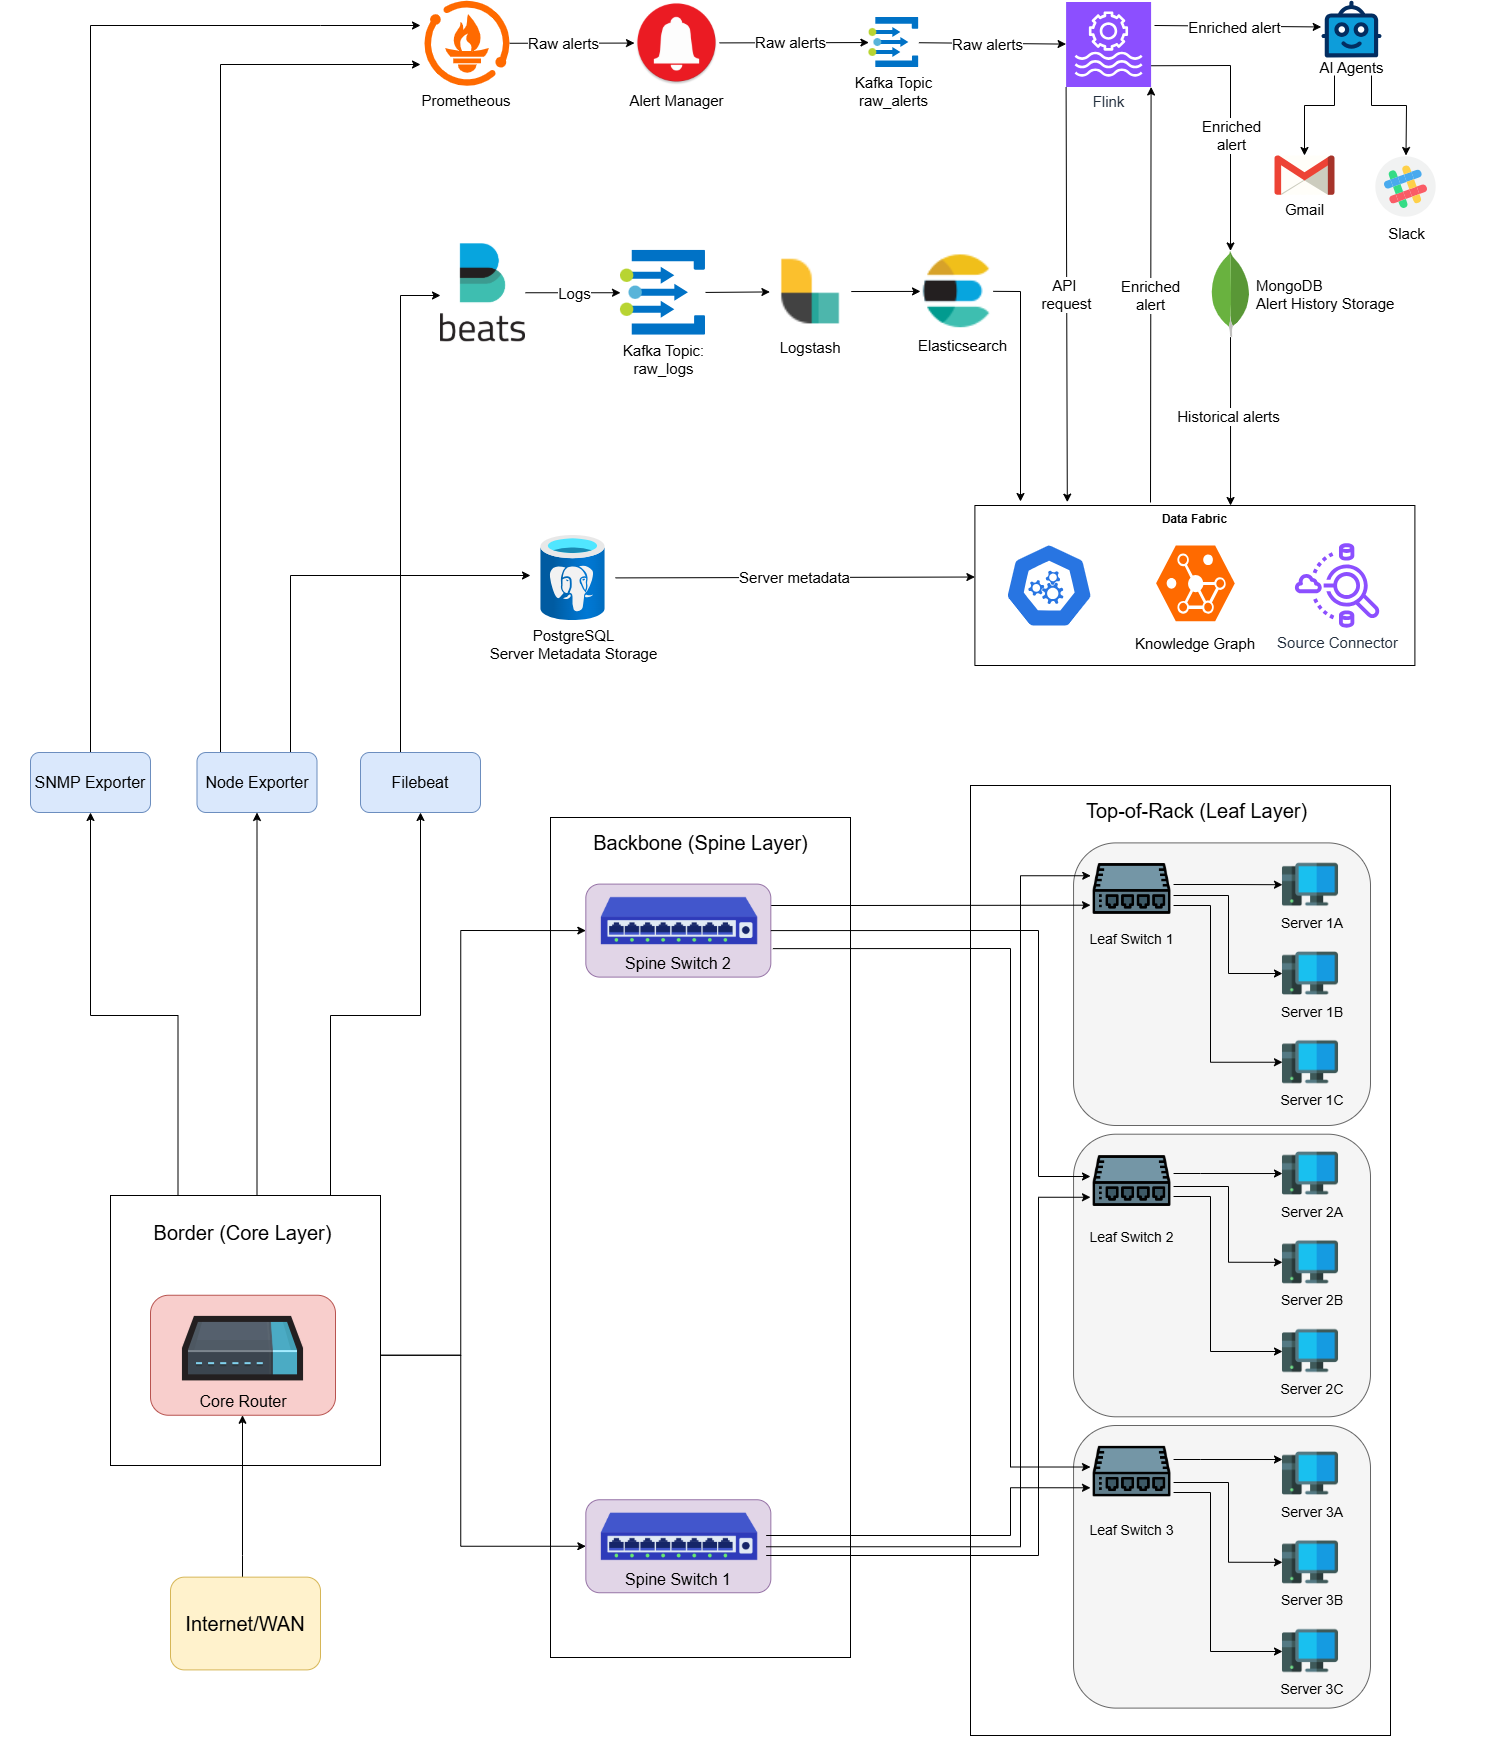 Prometheous
Raw alerts
Alert Manager
Raw alerts
Kafka Topic
raw_alerts
Raw alerts
Flink
Enriched alert
AI Agents
Enriched
alert
Gmail
Slack
beats
Logs
Kafka Topic:
raw_logs
Logstash
Elasticsearch
API
request
Enriched
alert
MongoDB
Alert History Storage
Historical alerts
PostgreSQL
Server Metadata Storage
Server metadata
Data Fabric
Knowledge Graph
Source Connector
SNMP Exporter
Node Exporter
Filebeat
Backbone (Spine Layer)
Spine Switch 2
Spine Switch 1
Top-of-Rack (Leaf Layer)
Leaf Switch 1
Server 1A
Server 1B
Server 1C
Leaf Switch 2
Server 2A
Server 2B
Server 2C
Leaf Switch 3
Server 3A
Server 3B
Server 3C
Border (Core Layer)
Core Router
Internet/WAN